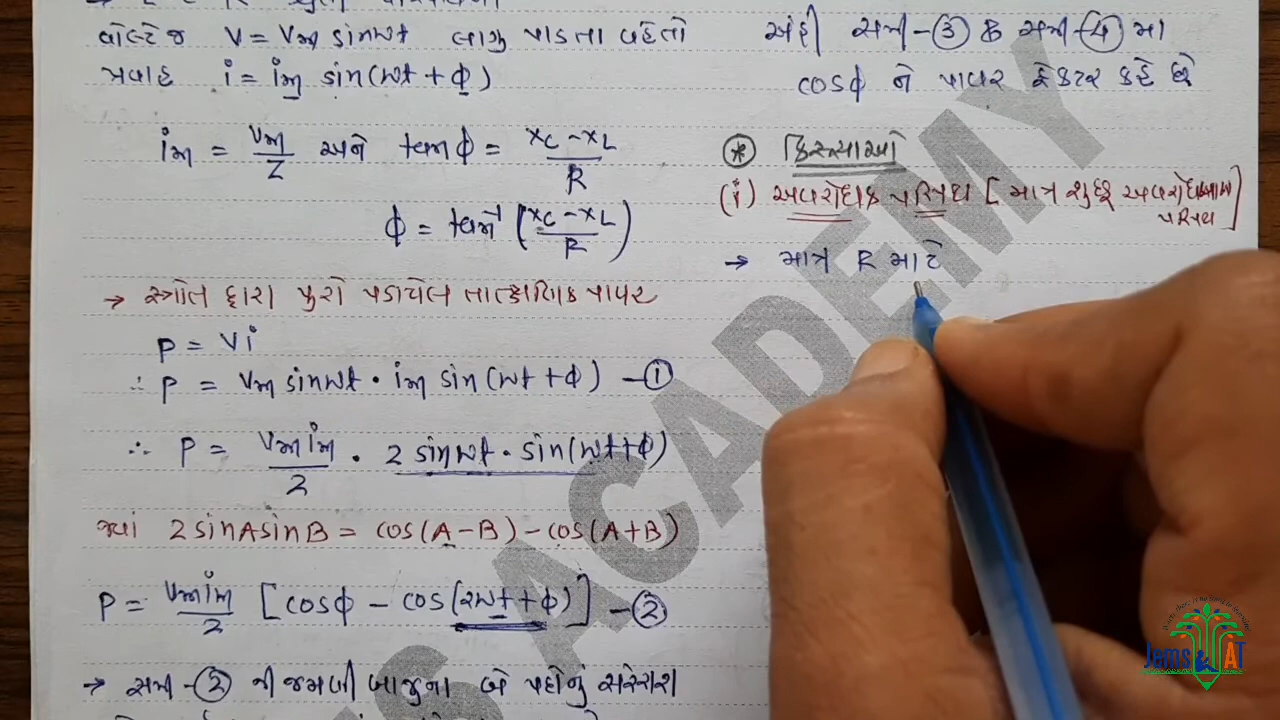 વોલ્ટેજ V = Vm sinωt લાગુ પાડતા વહેતો
પ્રવાહ i = im sin(ωt + ϕ)
im = Vm/Z અને tanϕ = (XC − XL)/R
ϕ = tan⁻¹((XC − XL)/R)
→ સ્ત્રોત દ્વારા પુરો પડાયેલ તાત્ક્ષણિક પાવર
P = Vi
∴ P = Vm sinωt · im sin(ωt + ϕ) — ①
∴ P = Vm im/2 · 2 sinωt · sin(ωt + ϕ)
જ્યાં 2 sinA sinB = cos(A − B) − cos(A + B)
P = Vm im/2 [cosϕ − cos(2ωt + ϕ)] — ②
→ સમી-② ની જમણી બાજુના બે પદોનું સરેરાશ
અહીં સમી-③ & સમી-④ મા
cosϕ ને પાવર ફેક્ટર કહે છે
⊛ કિસ્સાઓ
(i) અવરોધક પરિપથ [માત્ર શુદ્ધ અવરોધ
પરિપથ]
→ માત્ર R માટે
ACADEMY
Jems & JAT